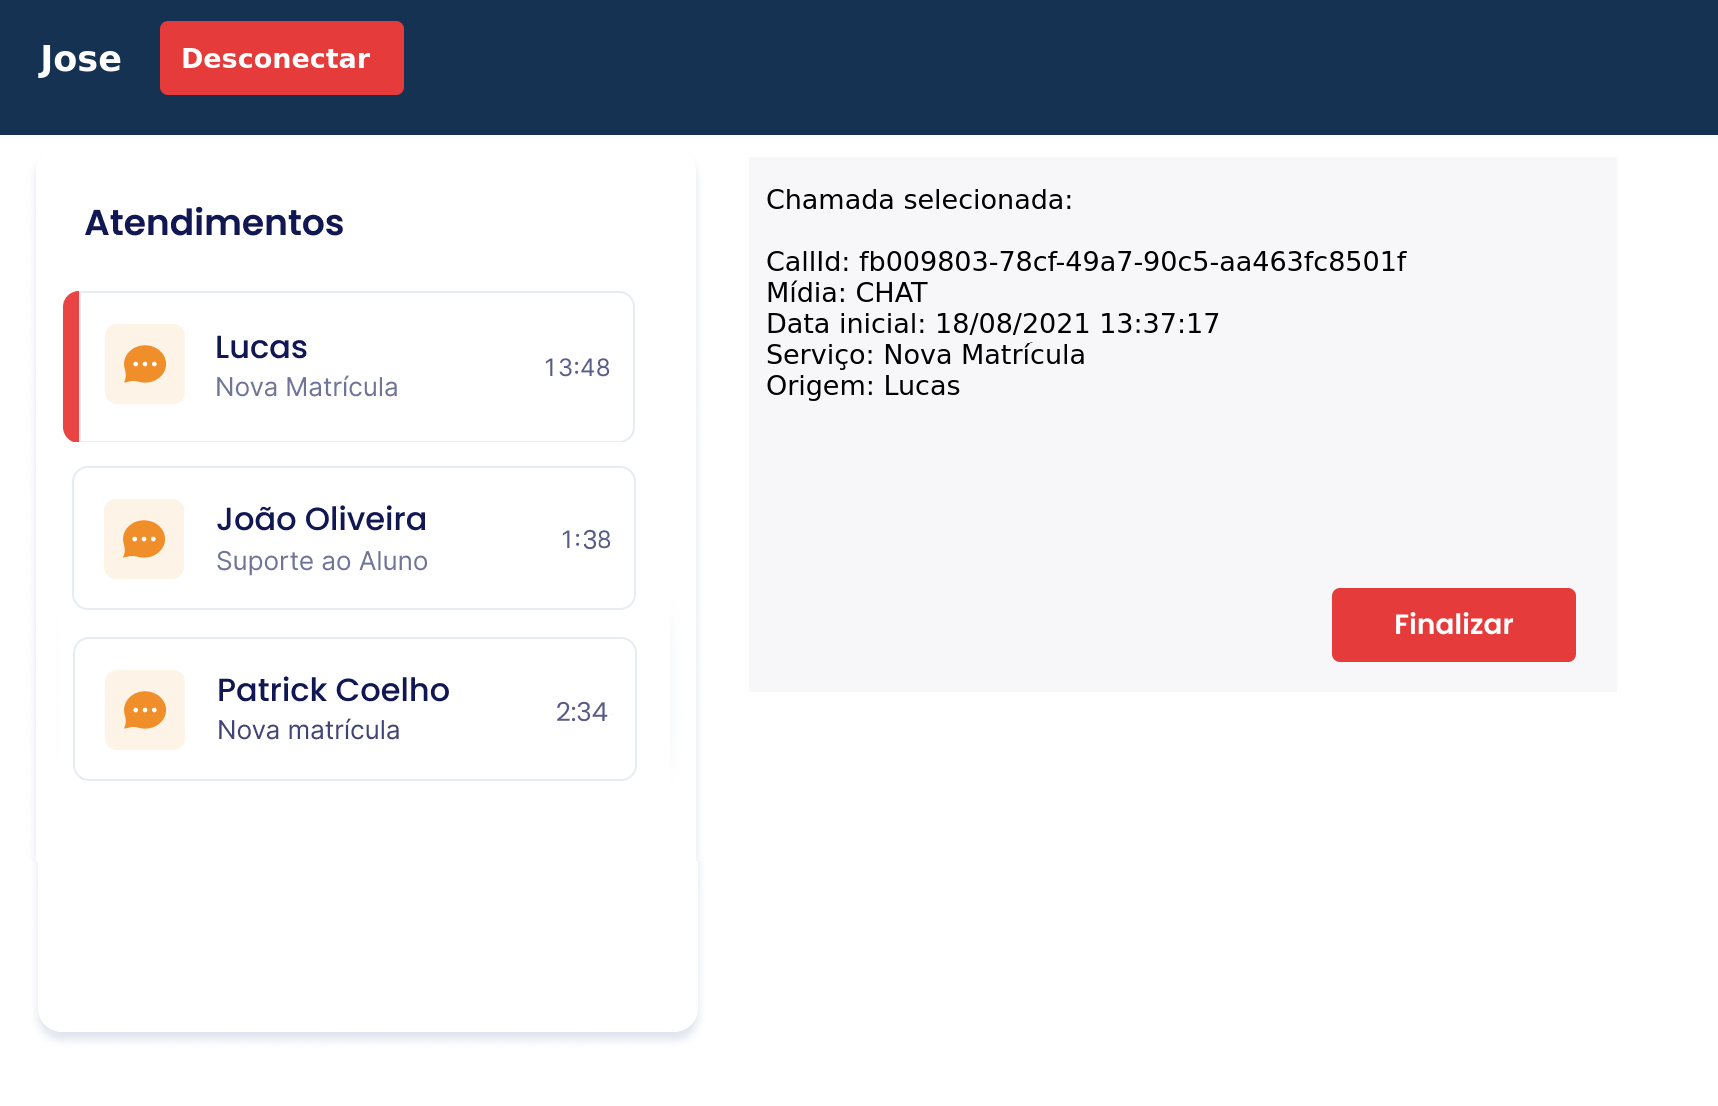 Jose
Desconectar
Atendimentos
Lucas
Nova Matrícula
13:48
João Oliveira
Suporte ao Aluno
1:38
Patrick Coelho
Nova matrícula
2:34
Chamada selecionada:
CallId: fb009803-78cf-49a7-90c5-aa463fc8501f
Mídia: CHAT
Data inicial: 18/08/2021 13:37:17
Serviço: Nova Matrícula
Origem: Lucas
Finalizar